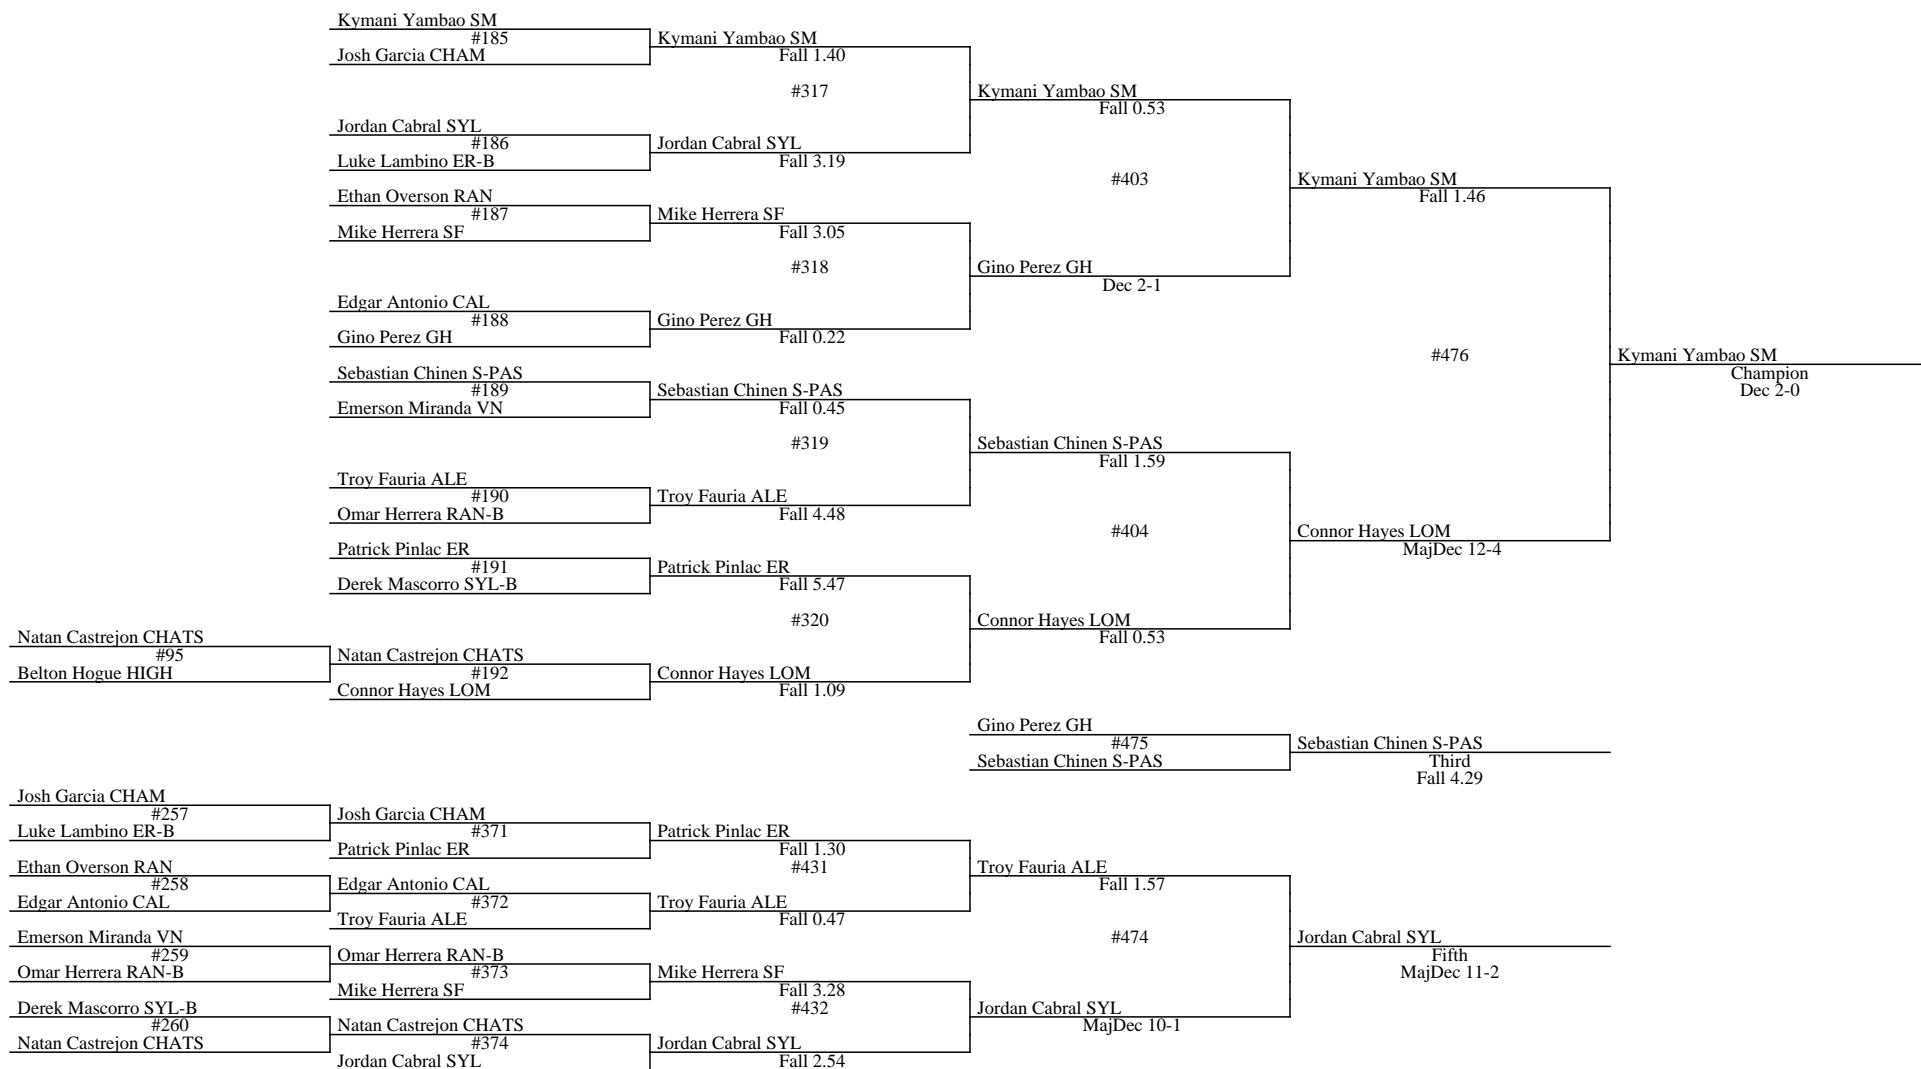 Kymani Yambao SM
#185
Josh Garcia CHAM
Kymani Yambao SM
Fall 1.40
#317
Jordan Cabral SYL
#186
Luke Lambino ER-B
Jordan Cabral SYL
Fall 3.19
Kymani Yambao SM
Fall 0.53
#403
Ethan Overson RAN
#187
Mike Herrera SF
Mike Herrera SF
Fall 3.05
#318
Edgar Antonio CAL
#188
Gino Perez GH
Gino Perez GH
Fall 0.22
Gino Perez GH
Dec 2-1
Kymani Yambao SM
Fall 1.46
#476
Kymani Yambao SM
Champion
Dec 2-0
Sebastian Chinen S-PAS
#189
Emerson Miranda VN
Sebastian Chinen S-PAS
Fall 0.45
#319
Troy Fauria ALE
#190
Omar Herrera RAN-B
Troy Fauria ALE
Fall 4.48
Sebastian Chinen S-PAS
Fall 1.59
#404
Patrick Pinlac ER
#191
Derek Mascorro SYL-B
Patrick Pinlac ER
Fall 5.47
#320
Natan Castrejon CHATS
#95
Belton Hogue HIGH
Natan Castrejon CHATS
#192
Connor Hayes LOM
Connor Hayes LOM
Fall 1.09
Connor Hayes LOM
Fall 0.53
Connor Hayes LOM
MajDec 12-4
Gino Perez GH
#475
Sebastian Chinen S-PAS
Sebastian Chinen S-PAS
Third
Fall 4.29
Josh Garcia CHAM
#257
Luke Lambino ER-B
Josh Garcia CHAM
#371
Patrick Pinlac ER
Patrick Pinlac ER
Fall 1.30
#431
Ethan Overson RAN
#258
Edgar Antonio CAL
Edgar Antonio CAL
#372
Troy Fauria ALE
Troy Fauria ALE
Fall 0.47
Troy Fauria ALE
Fall 1.57
#474
Emerson Miranda VN
#259
Omar Herrera RAN-B
Omar Herrera RAN-B
#373
Mike Herrera SF
Mike Herrera SF
Fall 3.28
#432
Derek Mascorro SYL-B
#260
Natan Castrejon CHATS
Natan Castrejon CHATS
#374
Jordan Cabral SYL
Jordan Cabral SYL
Fall 2.54
Jordan Cabral SYL
MajDec 10-1
Jordan Cabral SYL
Fifth
MajDec 11-2